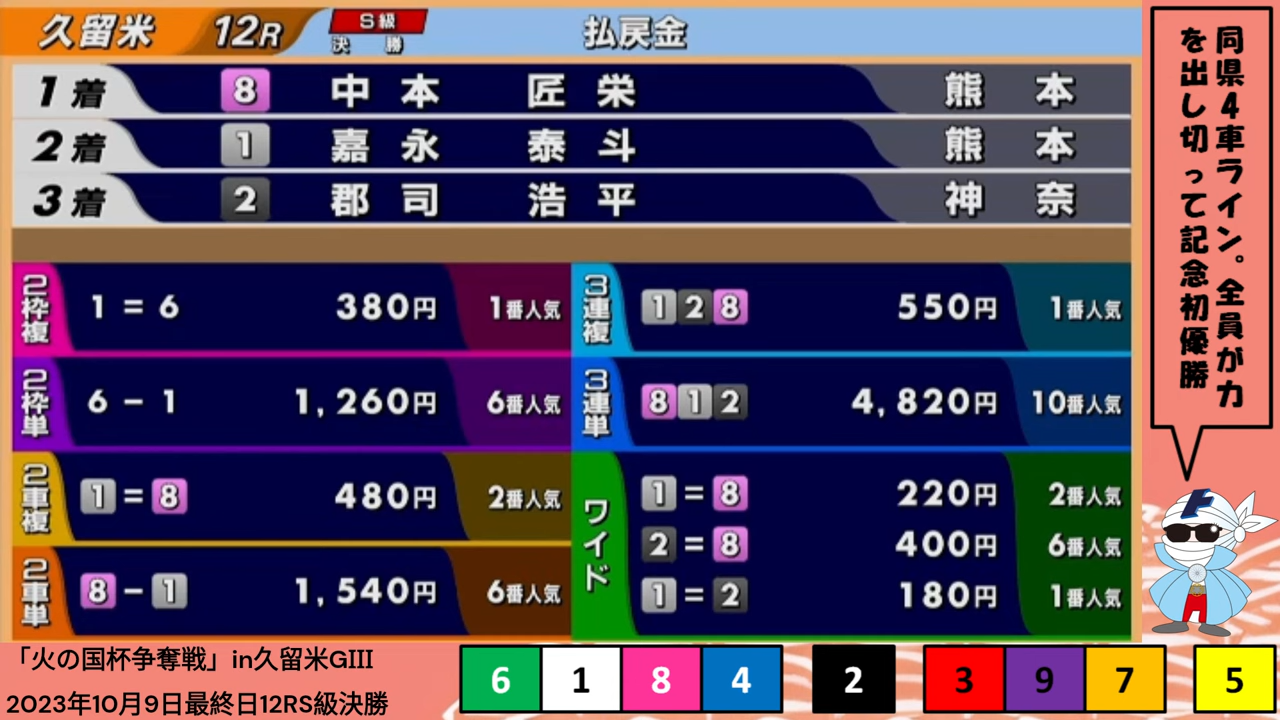 久留米 12R S級 決勝 払戻金
1着 8 中本 匠栄 熊本
2着 1 嘉永 泰斗 熊本
3着 2 郡司 浩平 神奈
2枠複 1=6 380円 1番人気
2枠単 6-1 1,260円 6番人気
2車複 1=8 480円 2番人気
2車単 8-1 1,540円 6番人気
3連複 1 2 8 550円 1番人気
3連単 8 1 2 4,820円 10番人気
ワイド 1=8 220円 2番人気
2=8 400円 6番人気
1=2 180円 1番人気
同県4車ライン。全員が力
を出し切って記念初優勝
F
「火の国杯争奪戦」in久留米GIII
2023年10月9日最終日12RS級決勝
6 1 8 4 2 3 9 7 5